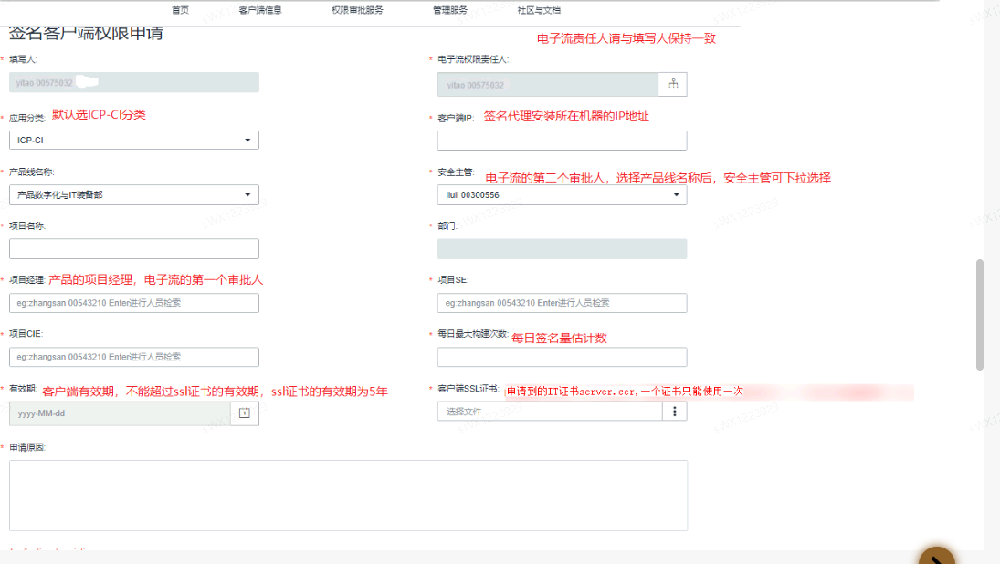 首页 客户端信息 权限审批服务 管理服务 社区与文档
签名客户端权限申请
电子流责任人请与填写人保持一致
* 填写人: * 电子流权限责任人:
yitao 00575032 yitao 00575032
* 应用分类: 默认选ICP-CI分类 * 客户端IP: 签名代理安装所在机器的IP地址
ICP-CI
* 产品线名称: * 安全主管: 电子流的第二个审批人，选择产品线名称后，安全主管可下拉选择
产品数字化与IT装备部 liuli 00300556
* 项目名称: * 部门:
* 项目经理: 产品的项目经理，电子流的第一个审批人 * 项目SE:
eg:zhangsan 00543210 Enter进行人员检索 eg:zhangsan 00543210 Enter进行人员检索
* 项目CIE: * 每日最大构建次数: 每日签名量估计数
eg:zhangsan 00543210 Enter进行人员检索
* 有效期: 客户端有效期，不能超过ssl证书的有效期，ssl证书的有效期为5年 * 客户端SSL证书: 申请到的IT证书server.cer,一个证书只能使用一次
yyyy-MM-dd 选择文件
* 申请原因: